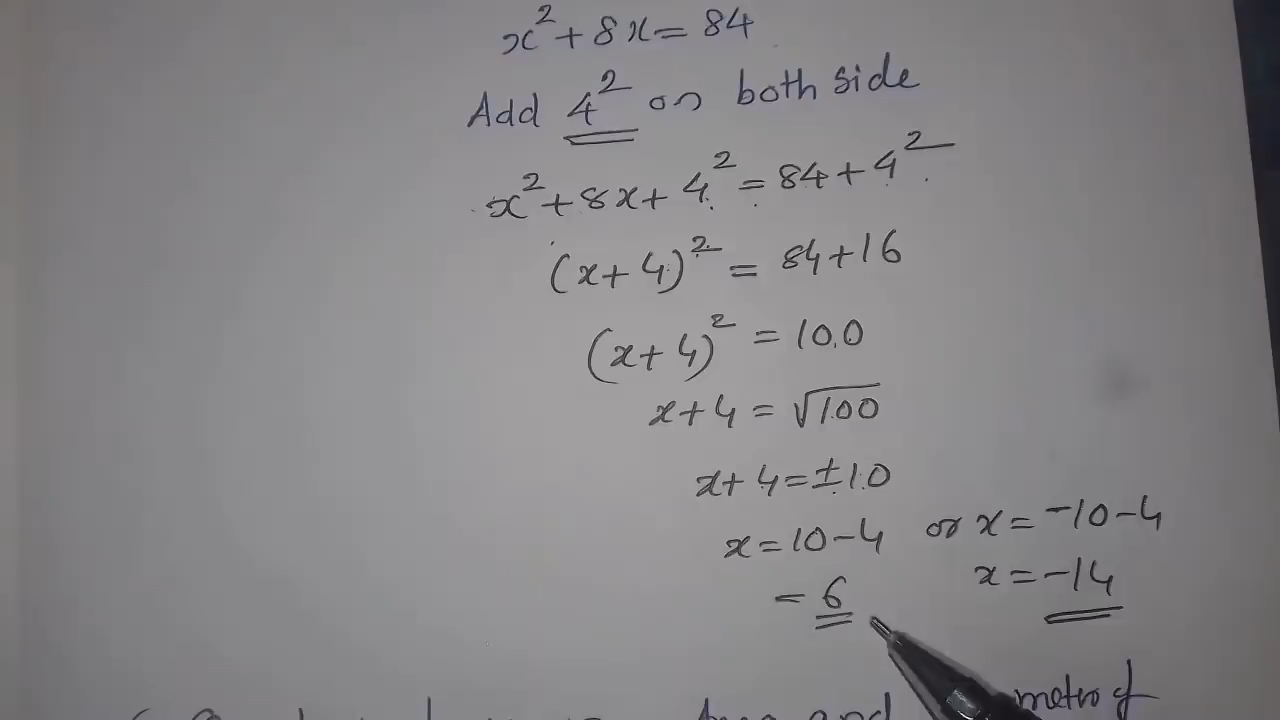 x² + 8x = 84
Add 4² on both side
x² + 8x + 4² = 84 + 4²
(x + 4)² = 84 + 16
(x + 4)² = 100
x + 4 = √100
x + 4 = ±10
x = 10 - 4 or x = -10 - 4
= 6 x = -14
and